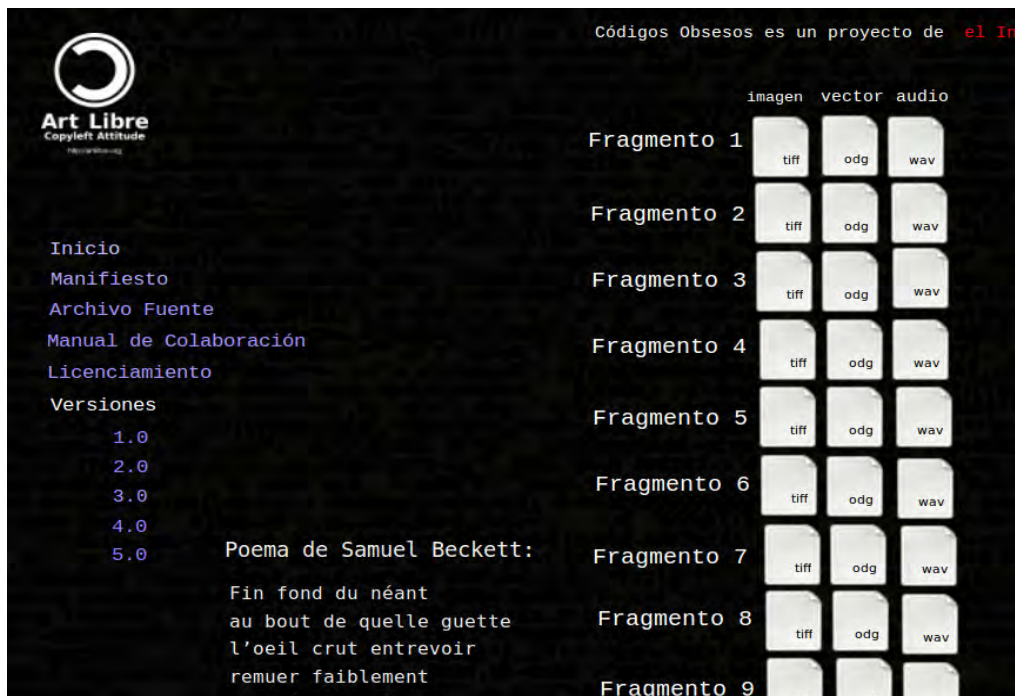 Códigos Obsesos es un proyecto de el In
Art Libre
Copyleft Attitude
Inicio
Manifiesto
Archivo Fuente
Manual de Colaboración
Licenciamiento
Versiones
1.0
2.0
3.0
4.0
5.0
Poema de Samuel Beckett:
Fin fond du néant
au bout de quelle guette
l’oeil crut entrevoir
remuer faiblement
imagen vector audio
Fragmento 1 tiff odg wav
Fragmento 2 tiff odg wav
Fragmento 3 tiff odg wav
Fragmento 4 tiff odg wav
Fragmento 5 tiff odg wav
Fragmento 6 tiff odg wav
Fragmento 7 tiff odg wav
Fragmento 8 tiff odg wav
Fragmento 9